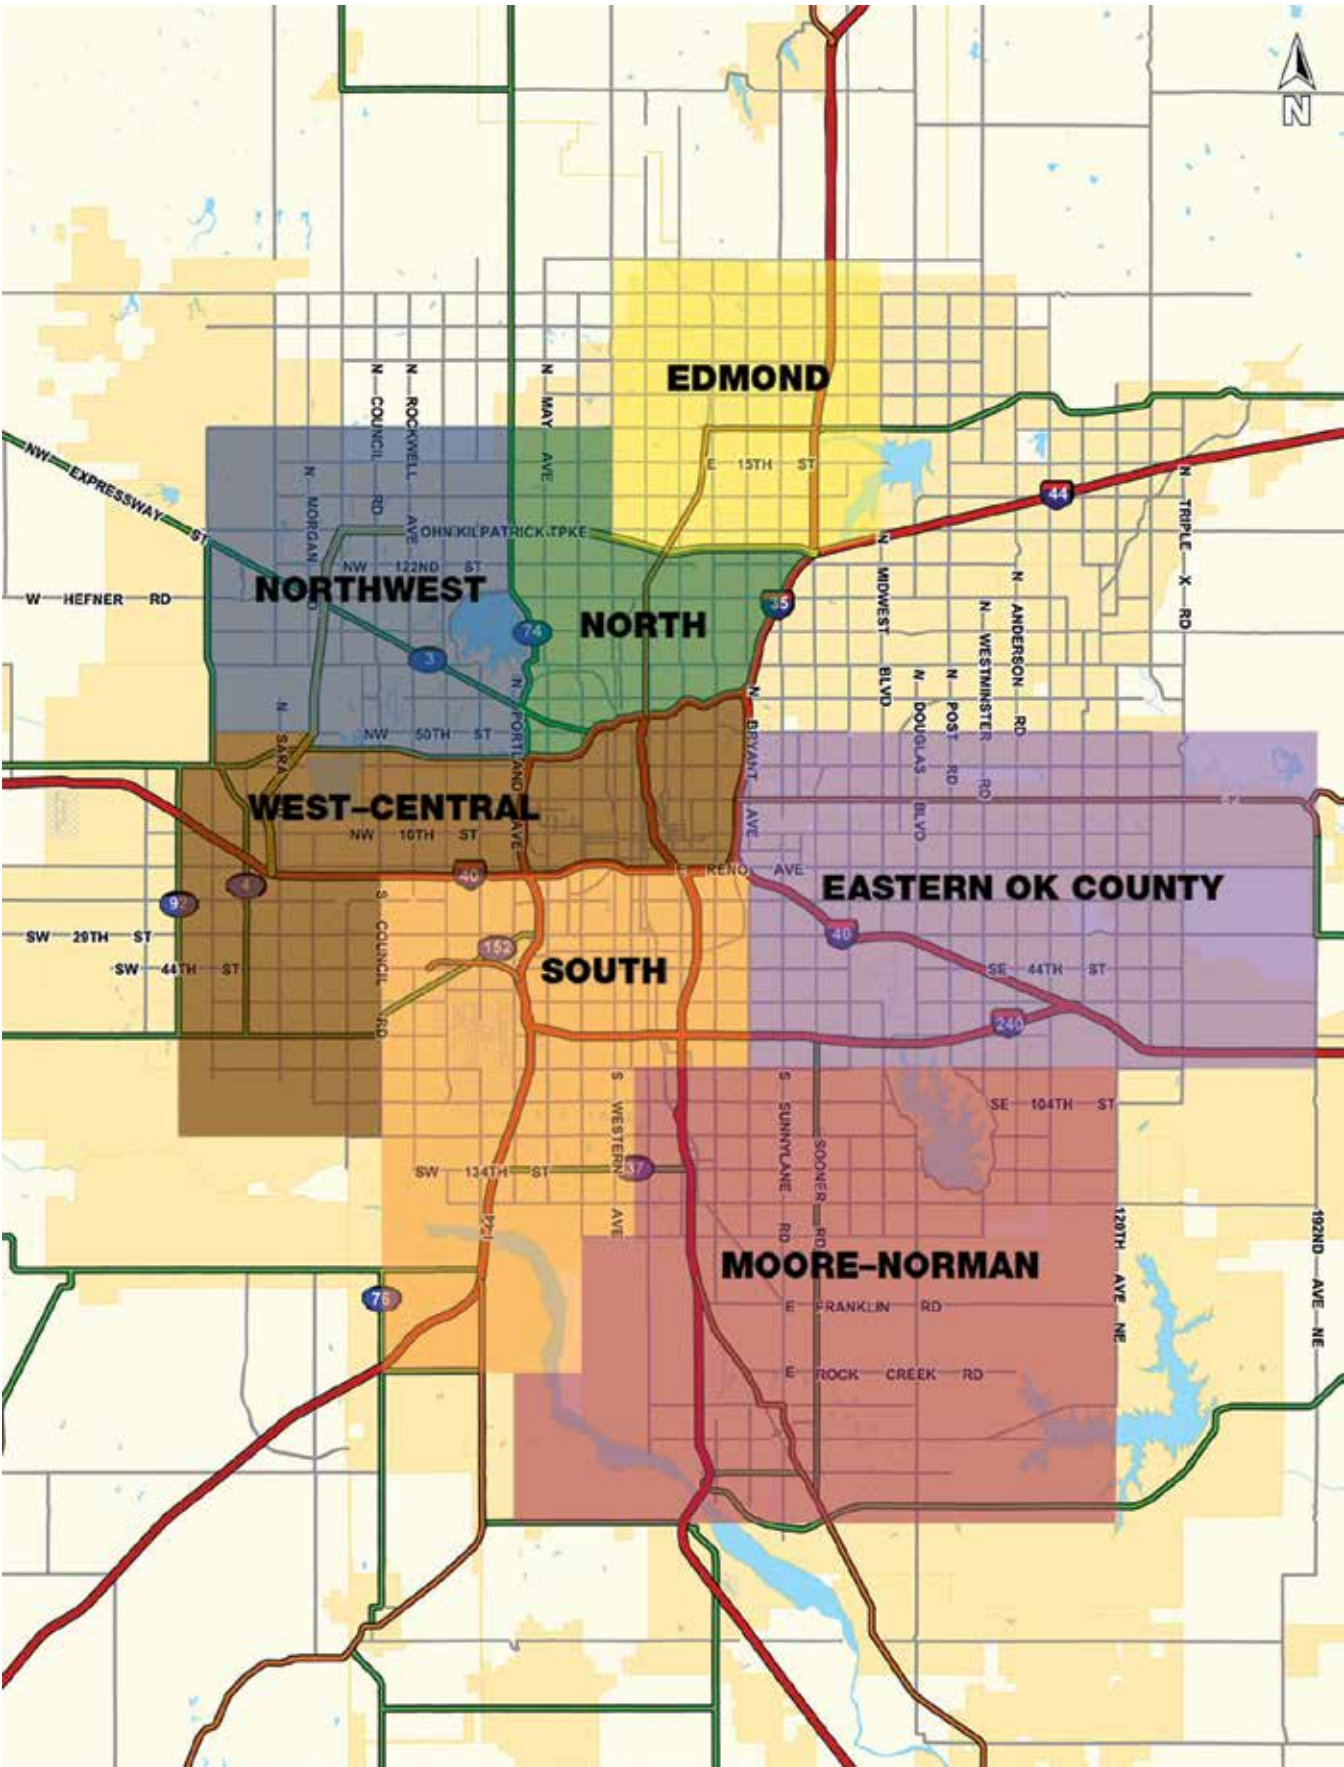 N
EDMOND
N COUNCIL RD
N ROCKWELL AVE
N MAY AVE
NW EXPRESSWAY ST
E 15TH ST
44
N MORGAN
N TRIPLE X RD
OHN KILPATRICK TPKE
NW 122ND ST
N MIDWEST BLVD
NORTHWEST
W HEFNER RD
35
N ANDERSON RD
N WESTMINSTER RD
NORTH
74
3
N POST RD
N DOUGLAS BLVD
N PORTLAND AVE
N BRYANT AVE
N SARA
NW 50TH ST
WEST–CENTRAL
NW 10TH ST
40
E RENO AVE
EASTERN OK COUNTY
4
92
S COUNCIL RD
SW 29TH ST
40
152
SW 44TH ST
SOUTH
SE 44TH ST
240
S WESTERN AVE
S SUNNYLANE RD
SE 104TH ST
SOONER RD
SW 134TH ST
37
I-44
120TH AVE NE
192ND AVE NE
MOORE–NORMAN
76
E FRANKLIN RD
E ROCK CREEK RD